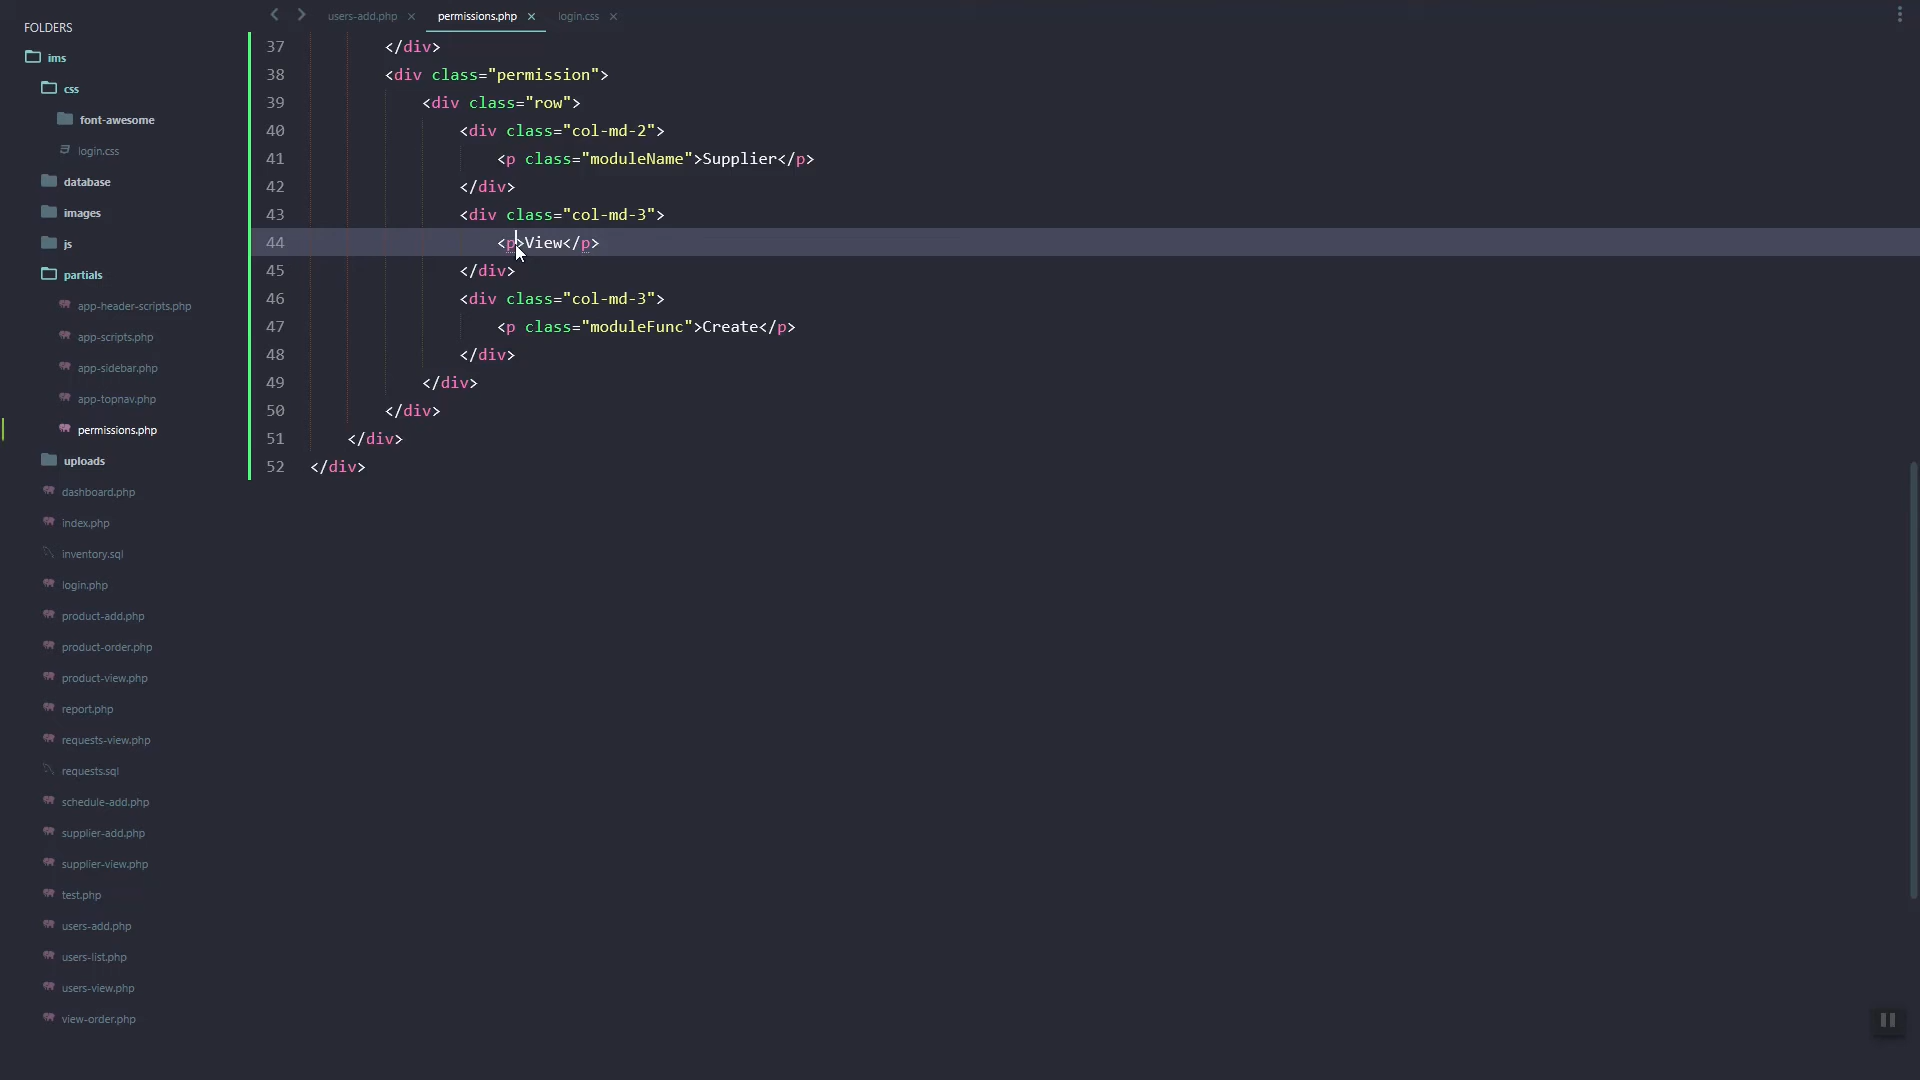 FOLDERS
ims
css
font-awesome
login.css
database
images
js
partials
app-header-scripts.php
app-scripts.php
app-sidebar.php
app-topnav.php
permissions.php
uploads
dashboard.php
index.php
inventory.sql
login.php
product-add.php
product-order.php
product-view.php
report.php
requests-view.php
requests.sql
schedule-add.php
supplier-add.php
supplier-view.php
test.php
users-add.php
users-list.php
users-view.php
view-order.php
users-add.php × permissions.php × login.css ×
37 </div>
38 <div class="permission">
39 <div class="row">
40 <div class="col-md-2">
41 <p class="moduleName">Supplier</p>
42 </div>
43 <div class="col-md-3">
44 <p>View</p>
45 </div>
46 <div class="col-md-3">
47 <p class="moduleFunc">Create</p>
48 </div>
49 </div>
50 </div>
51 </div>
52 </div>